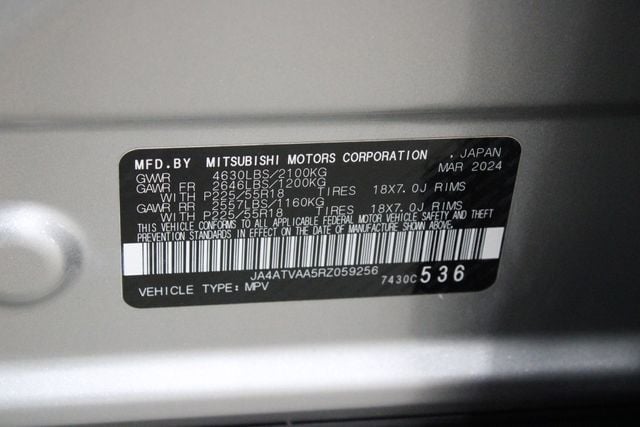 MFD.BY MITSUBISHI MOTORS CORPORATION , JAPAN
GVWR 4630LBS/2100KG MAR 2024
GAWR FR 2646LBS/1200KG
WITH P225/55R18 TIRES 18X7.0J RIMS
GAWR RR 2557LBS/1160KG
WITH P225/55R18 TIRES 18X7.0J RIMS
THIS VEHICLE CONFORMS TO ALL APPLICABLE FEDERAL MOTOR VEHICLE SAFETY AND THEFT
PREVENTION STANDARDS IN EFFECT ON THE DATE OF MANUFACTURE SHOWN ABOVE.
JA4ATVAA5RZ059256
VEHICLE TYPE: MPV 7430C 536